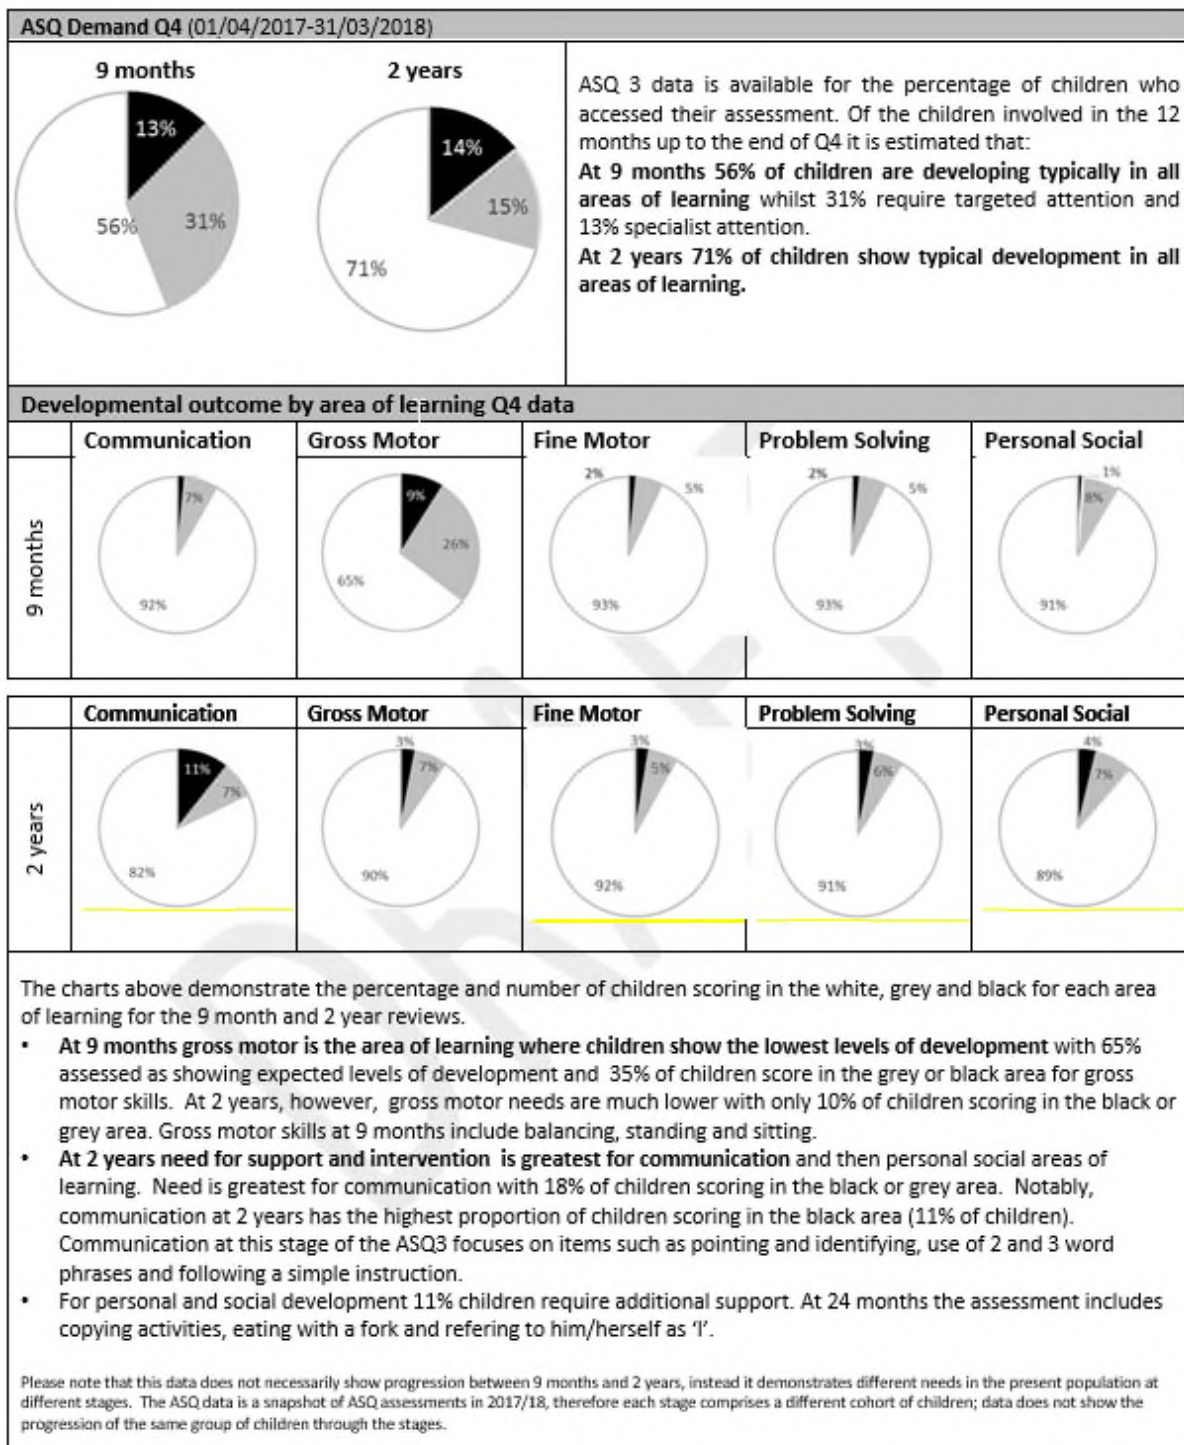 ASQ Demand Q4 (01/04/2017-31/03/2018)
9 months
13%
31%
56%
2 years
14%
15%
71%
ASQ 3 data is available for the percentage of children who
accessed their assessment. Of the children involved in the 12
months up to the end of Q4 it is estimated that:
At 9 months 56% of children are developing typically in all
areas of learning whilst 31% require targeted attention and
13% specialist attention.
At 2 years 71% of children show typical development in all
areas of learning.
Developmental outcome by area of learning Q4 data
Communication
Gross Motor
Fine Motor
Problem Solving
Personal Social
9 months
7%
92%
9%
26%
65%
2%
5%
93%
2%
5%
93%
1%
8%
91%
Communication
Gross Motor
Fine Motor
Problem Solving
Personal Social
2 years
11%
7%
82%
3%
7%
90%
3%
5%
92%
3%
6%
91%
4%
7%
89%
The charts above demonstrate the percentage and number of children scoring in the white, grey and black for each area
of learning for the 9 month and 2 year reviews.
• At 9 months gross motor is the area of learning where children show the lowest levels of development with 65%
assessed as showing expected levels of development and 35% of children score in the grey or black area for gross
motor skills. At 2 years, however, gross motor needs are much lower with only 10% of children scoring in the black or
grey area. Gross motor skills at 9 months include balancing, standing and sitting.
• At 2 years need for support and intervention is greatest for communication and then personal social areas of
learning. Need is greatest for communication with 18% of children scoring in the black or grey area. Notably,
communication at 2 years has the highest proportion of children scoring in the black area (11% of children).
Communication at this stage of the ASQ3 focuses on items such as pointing and identifying, use of 2 and 3 word
phrases and following a simple instruction.
• For personal and social development 11% children require additional support. At 24 months the assessment includes
copying activities, eating with a fork and refering to him/herself as 'I'.
Please note that this data does not necessarily show progression between 9 months and 2 years, instead it demonstrates different needs in the present population at
different stages. The ASQ data is a snapshot of ASQ assessments in 2017/18, therefore each stage comprises a different cohort of children; data does not show the
progression of the same group of children through the stages.